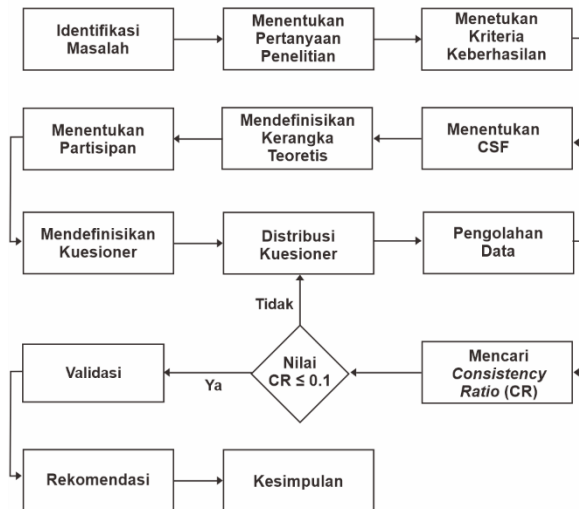 Identifikasi
Masalah
Menentukan
Pertanyaan
Penelitian
Menetukan
Kriteria
Keberhasilan
Menentukan
Partisipan
Mendefinisikan
Kerangka
Teoretis
Menentukan
CSF
Mendefinisikan
Kuesioner
Distribusi
Kuesioner
Pengolahan
Data
Tidak
Validasi
Ya
Nilai
CR ≤ 0.1
Mencari
Consistency
Ratio (CR)
Rekomendasi
Kesimpulan